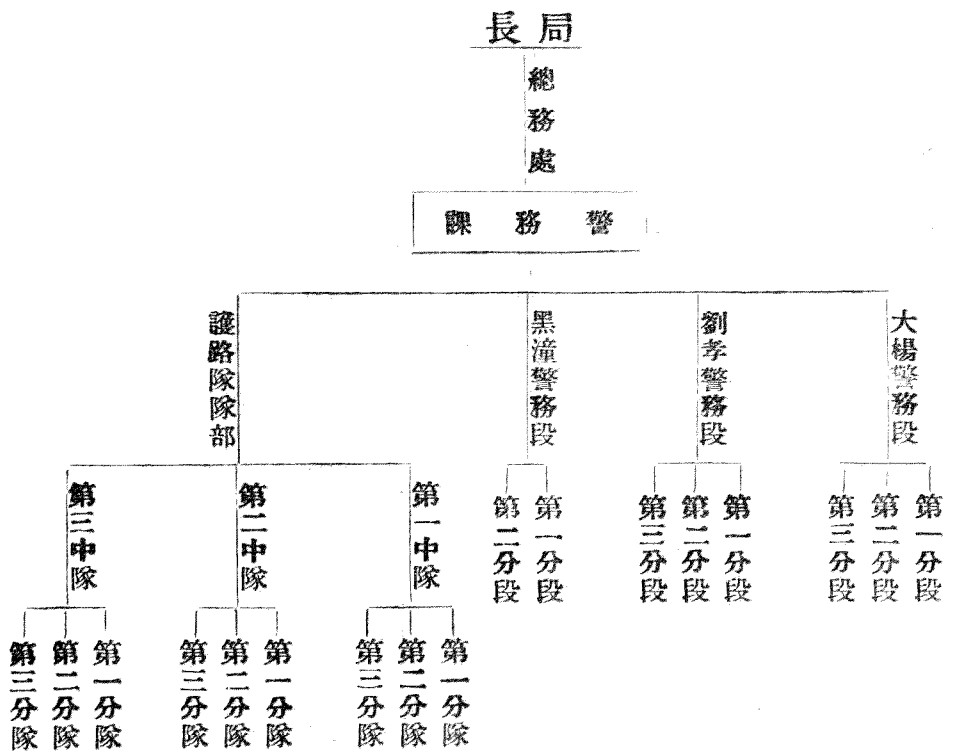 局長
總務處
警務課
大楊警務段
劉孝警務段
黑潼警務段
護路隊隊部
第一分段
第二分段
第三分段
第一分段
第二分段
第三分段
第一分段
第二分段
第一中隊
第二中隊
第三中隊
第一分隊
第二分隊
第三分隊
第一分隊
第二分隊
第三分隊
第一分隊
第二分隊
第三分隊